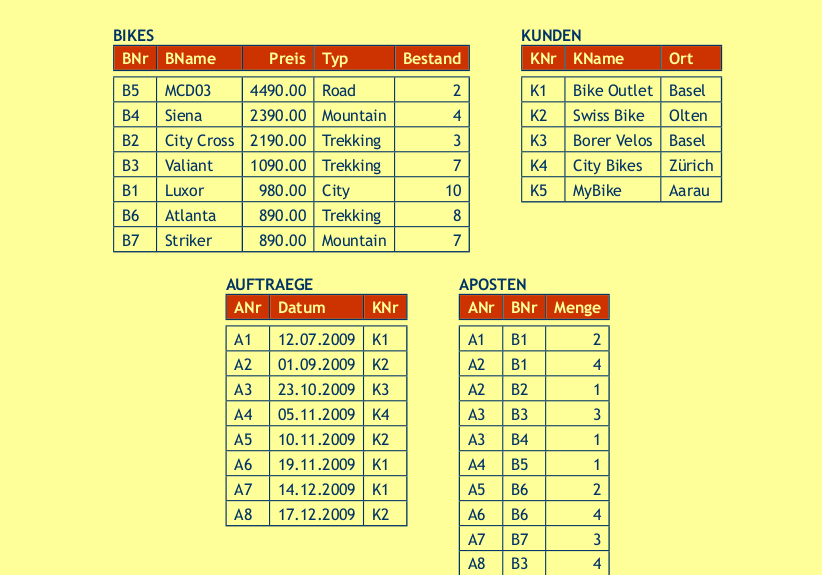 BIKES
BNr BName Preis Typ Bestand
B5 MCD03 4490.00 Road 2
B4 Siena 2390.00 Mountain 4
B2 City Cross 2190.00 Trekking 3
B3 Valiant 1090.00 Trekking 7
B1 Luxor 980.00 City 10
B6 Atlanta 890.00 Trekking 8
B7 Striker 890.00 Mountain 7
KUNDEN
KNr KName Ort
K1 Bike Outlet Basel
K2 Swiss Bike Olten
K3 Borer Velos Basel
K4 City Bikes Zürich
K5 MyBike Aarau
AUFTRAEGE
ANr Datum KNr
A1 12.07.2009 K1
A2 01.09.2009 K2
A3 23.10.2009 K3
A4 05.11.2009 K4
A5 10.11.2009 K2
A6 19.11.2009 K1
A7 14.12.2009 K1
A8 17.12.2009 K2
APOSTEN
ANr BNr Menge
A1 B1 2
A2 B1 4
A2 B2 1
A3 B3 3
A3 B4 1
A4 B5 1
A5 B6 2
A6 B6 4
A7 B7 3
A8 B3 4